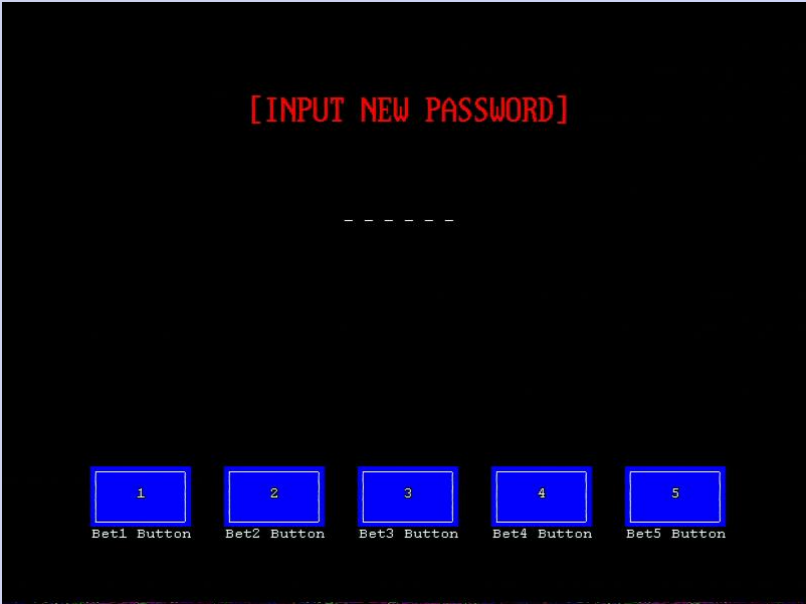 [INPUT NEW PASSWORD]
_ _ _ _ _ _
1 2 3 4 5
Bet1 Button Bet2 Button Bet3 Button Bet4 Button Bet5 Button